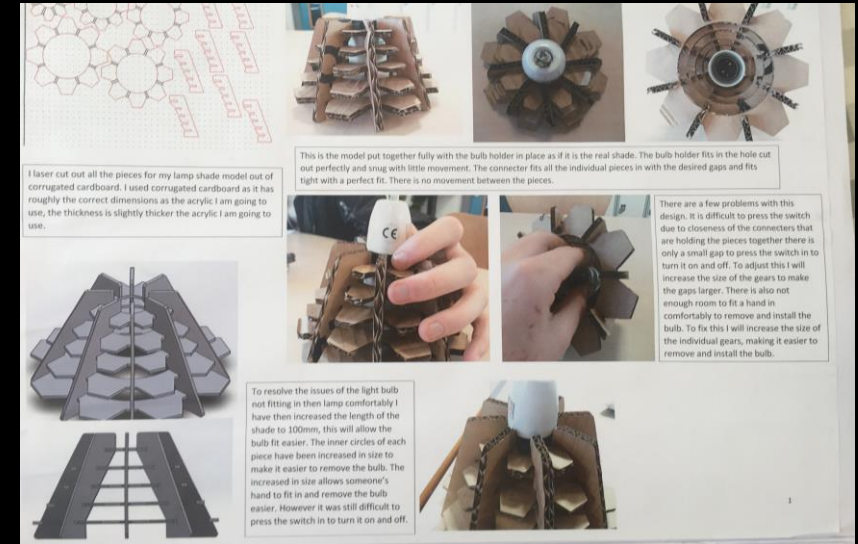 This is the model put together fully with the bulb holder in place as if it is the real shade. The bulb holder fits in the hole cut
out perfectly and snug with little movement. The connecter fits all the individual pieces in with the desired gaps and fits
tight with a perfect fit. There is no movement between the pieces.
I laser cut out all the pieces for my lamp shade model out of
corrugated cardboard. I used corrugated cardboard as it has
roughly the correct dimensions as the acrylic I am going to
use, the thickness is slightly thicker the acrylic I am going to
use.
There are a few problems with this
design. It is difficult to press the switch
due to closeness of the connecters that
are holding the pieces together there is
only a small gap to press the switch in to
turn it on and off. To adjust this I will
increase the size of the gears to make
the gaps larger. There is also not
enough room to fit a hand in
comfortably to remove and install the
bulb. To fix this I will increase the size of
the individual gears, making it easier to
remove and install the bulb.
CE
To resolve the issues of the light bulb
not fitting in then lamp comfortably I
have then increased the length of the
shade to 100mm, this will allow the
bulb fit easier. The inner circles of each
piece have been increased in size to
make it easier to remove the bulb. The
increased in size allows someone's
hand to fit in and remove the bulb
easier. However it was still difficult to
press the switch in to turn it on and off.
1